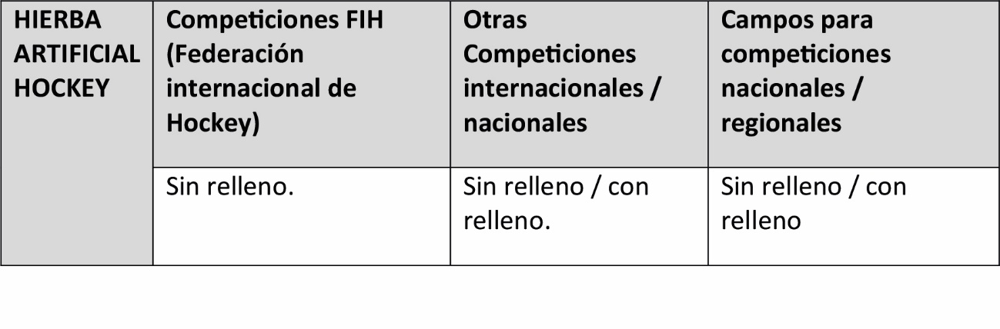 HIERBA
ARTIFICIAL
HOCKEY
Competiciones FIH
(Federación
internacional de
Hockey)
Otras
Competiciones
internacionales /
nacionales
Campos para
competiciones
nacionales /
regionales
Sin relleno.
Sin relleno / con
relleno.
Sin relleno / con
relleno